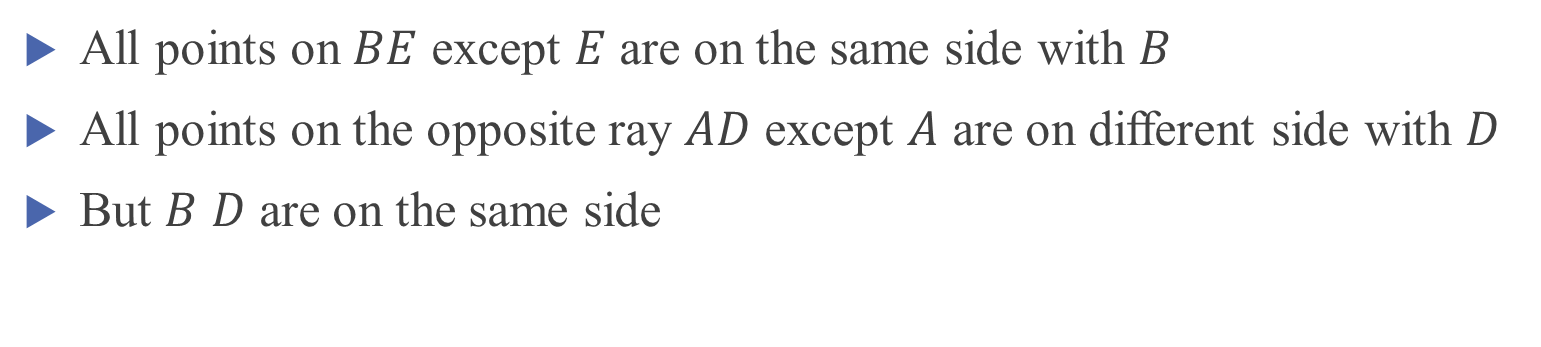 All points on BE except E are on the same side with B
All points on the opposite ray AD except A are on different side with D
But B D are on the same side